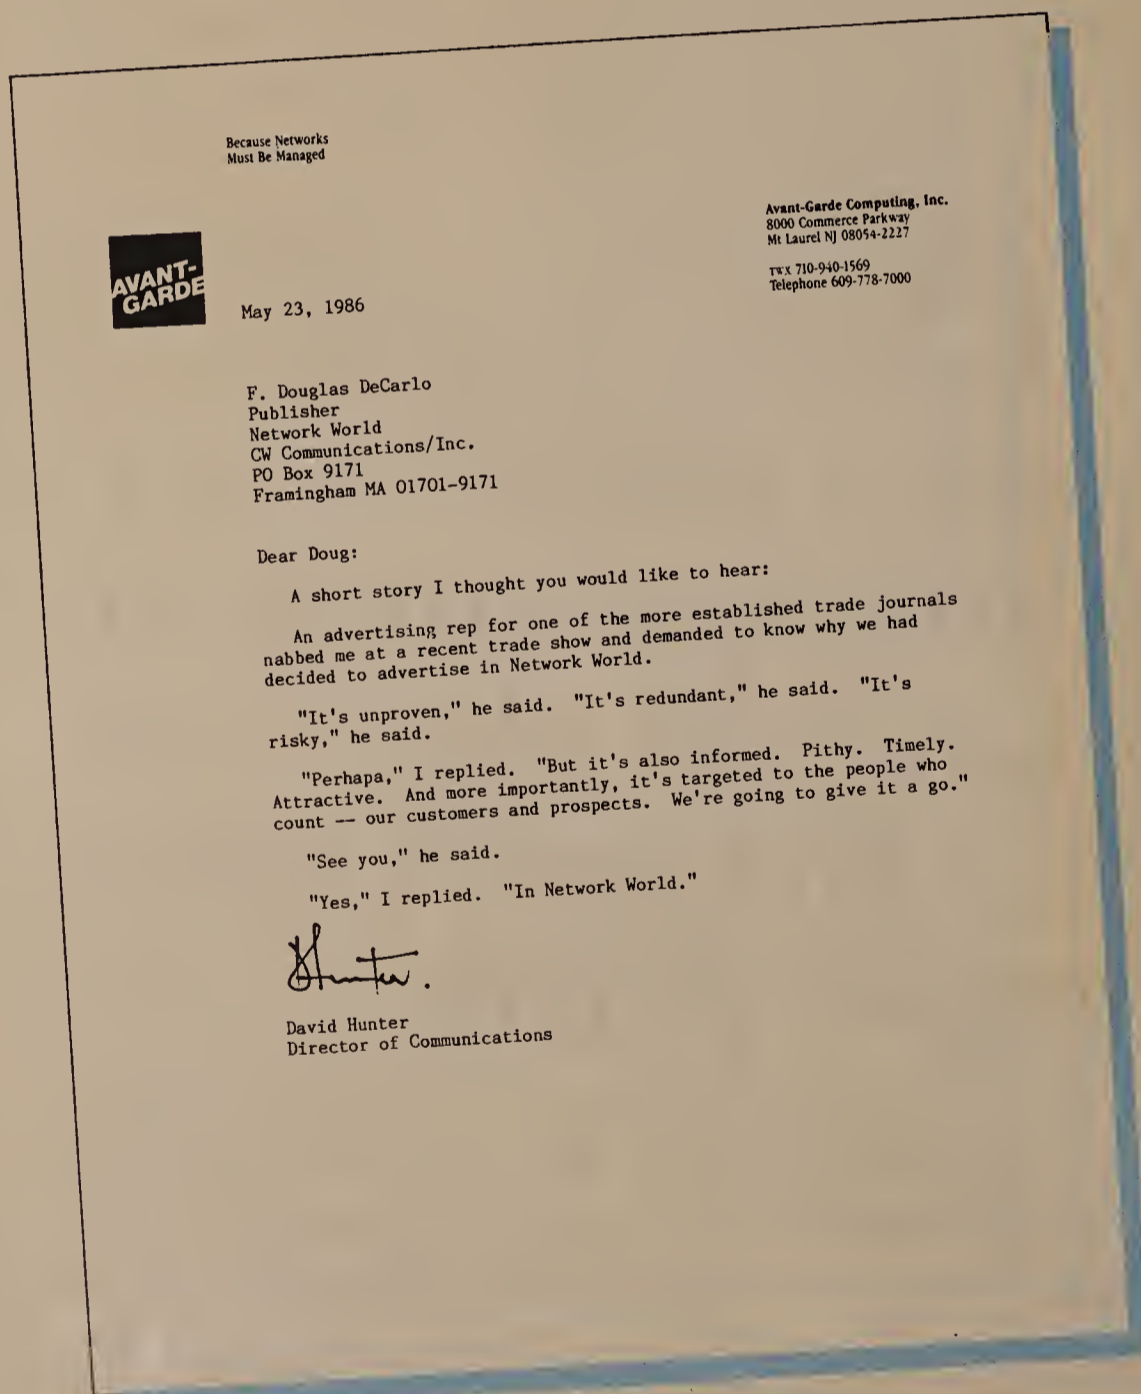 Because Networks
Must Be Managed
Avant-Garde Computing, Inc.
8000 Commerce Parkway
Mt Laurel NJ 08054-2227
TWX 710-940-1569
Telephone 609-778-7000
AVANT-
GARDE
May 23, 1986
F. Douglas DeCarlo
Publisher
Network World
CW Communications/Inc.
PO Box 9171
Framingham MA 01701-9171
Dear Doug:
A short story I thought you would like to hear:
An advertising rep for one of the more established trade journals
nabbed me at a recent trade show and demanded to know why we had
decided to advertise in Network World.
"It's unproven," he said.  "It's redundant," he said.  "It's
risky," he said.
"Perhapa," I replied.  "But it's also informed.  Pithy.  Timely.
Attractive.  And more importantly, it's targeted to the people who
count -- our customers and prospects.  We're going to give it a go."
"See you," he said.
"Yes," I replied.  "In Network World."
DHunter.
David Hunter
Director of Communications